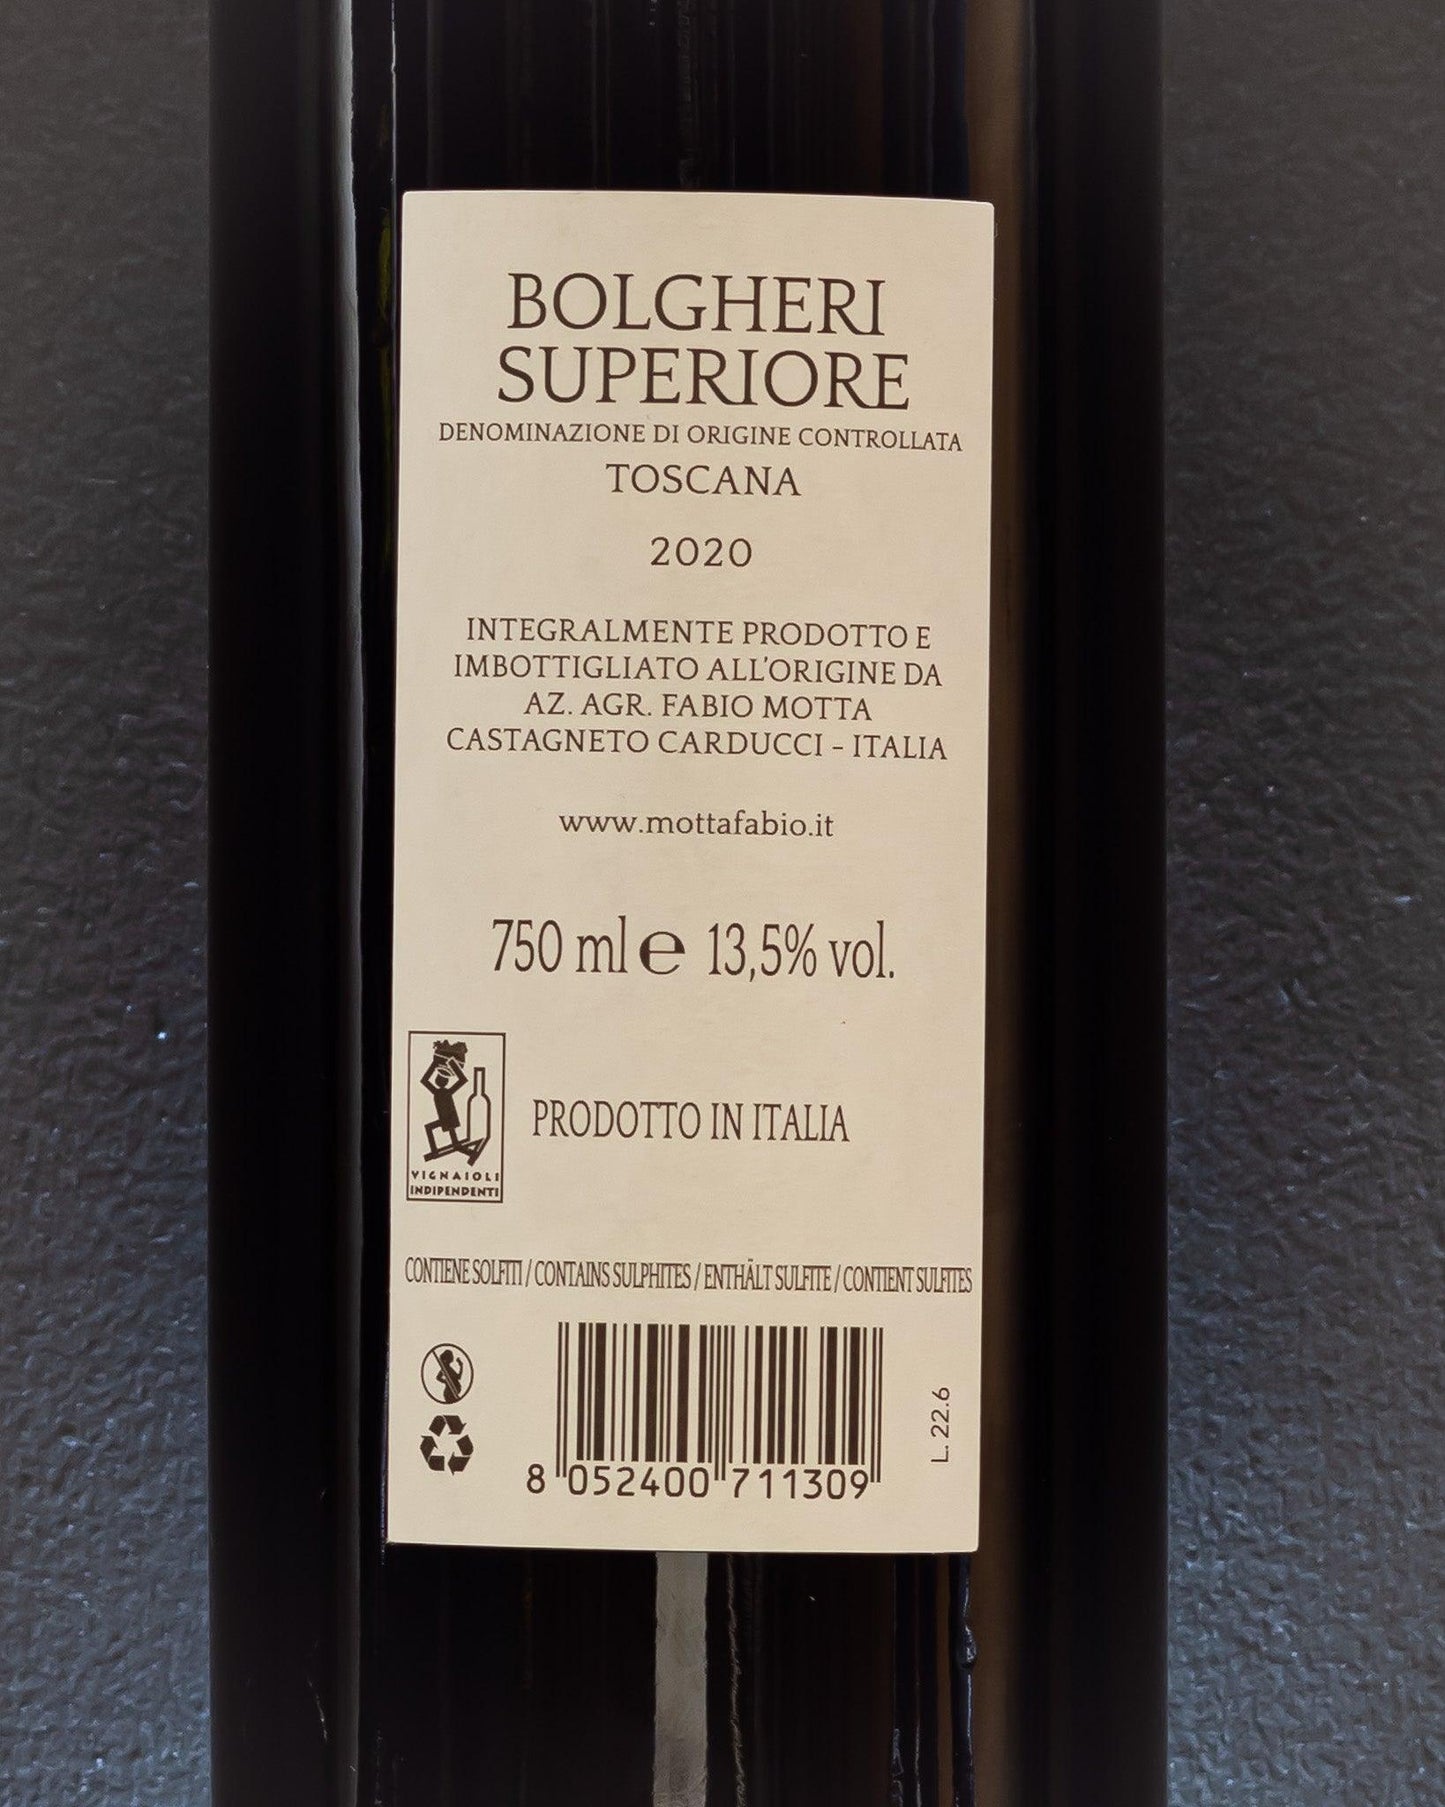 BOLGHERI
SUPERIORE
DENOMINAZIONE DI ORIGINE CONTROLLATA
TOSCANA
2020
INTEGRALMENTE PRODOTTO E
IMBOTTIGLIATO ALL'ORIGINE DA
AZ. AGR. FABIO MOTTA
CASTAGNETO CARDUCCI - ITALIA
www.mottafabio.it
750 ml e 13,5% vol.
VIGNAIOLI
INDIPENDENTI
PRODOTTO IN ITALIA
CONTIENE SOLFITI / CONTAINS SULPHITES / ENTHÄLT SULFITE / CONTIENT SULFITES
L. 22.6
8 052400 711309